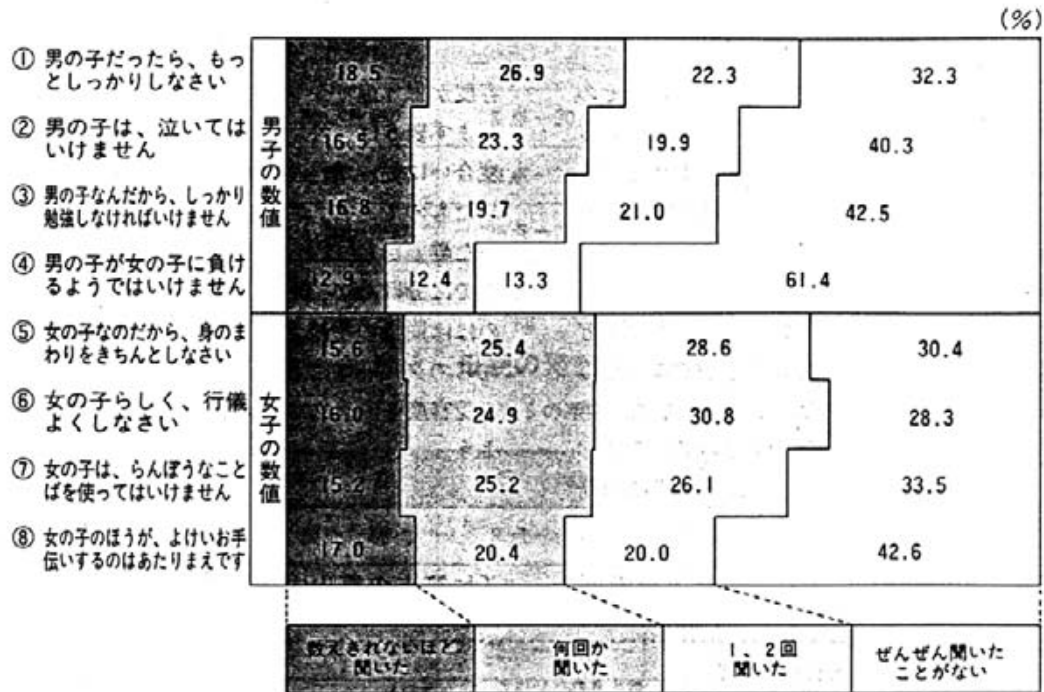 (%)
① 男の子だったら、もっ
としっかりしなさい
② 男の子は、泣いては
いけません
③ 男の子なんだから、しっかり
勉強しなければいけません
④ 男の子が女の子に負け
るようではいけません
男子の数値
18.5 26.9 22.3 32.3
16.5 23.3 19.9 40.3
16.8 19.7 21.0 42.5
12.9 12.4 13.3 61.4
⑤ 女の子なのだから、身のま
わりをきちんとしなさい
⑥ 女の子らしく、行儀
よくしなさい
⑦ 女の子は、らんぼうなこと
ばを使ってはいけません
⑧ 女の子のほうが、よけいお手
伝いするのはあたりまえです
女子の数値
15.6 25.4 28.6 30.4
16.0 24.9 30.8 28.3
15.2 25.2 26.1 33.5
17.0 20.4 20.0 42.6
数えきれないほど
聞いた
何回か
聞いた
1、2回
聞いた
ぜんぜん聞いた
ことがない